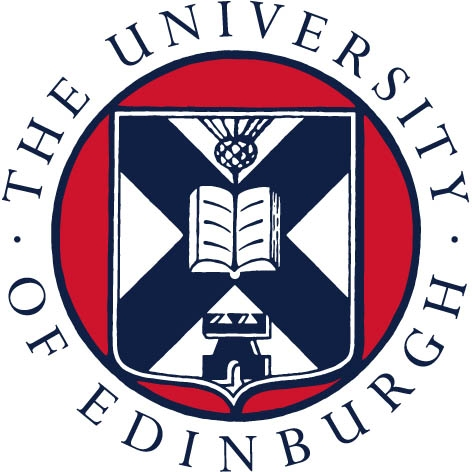 · THE UNIVERSITY ·
OF EDINBURGH